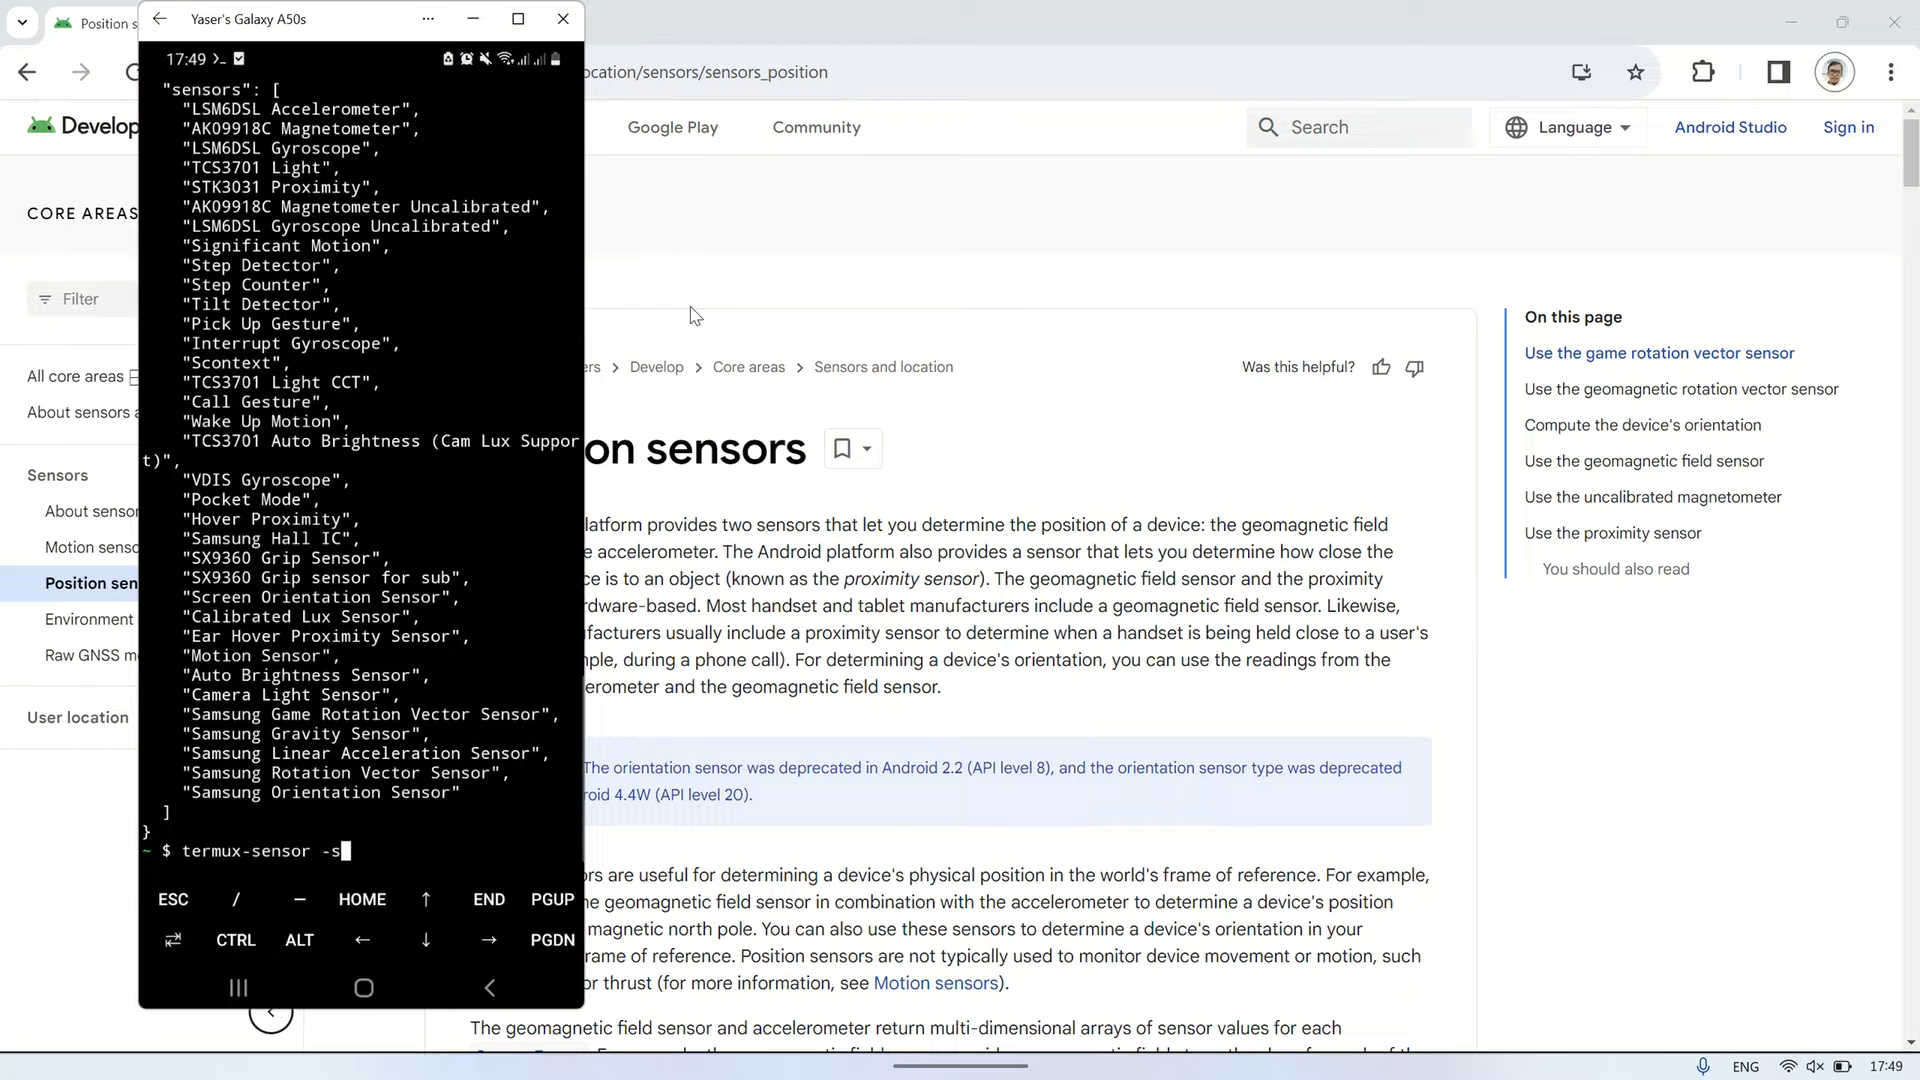 Yaser's Galaxy A50s
17:49
"sensors": [
"LSM6DSL Accelerometer",
"AK09918C Magnetometer",
"LSM6DSL Gyroscope",
"TCS3701 Light",
"STK3031 Proximity",
"AK09918C Magnetometer Uncalibrated",
"LSM6DSL Gyroscope Uncalibrated",
"Significant Motion",
"Step Detector",
"Step Counter",
"Tilt Detector",
"Pick Up Gesture",
"Interrupt Gyroscope",
"Scontext",
"TCS3701 Light CCT",
"Call Gesture",
"Wake Up Motion",
"TCS3701 Auto Brightness (Cam Lux Suppor
t)",
"VDIS Gyroscope",
"Pocket Mode",
"Hover Proximity",
"Samsung Hall IC",
"SX9360 Grip Sensor",
"SX9360 Grip sensor for sub",
"Screen Orientation Sensor",
"Calibrated Lux Sensor",
"Ear Hover Proximity Sensor",
"Motion Sensor",
"Auto Brightness Sensor",
"Camera Light Sensor",
"Samsung Game Rotation Vector Sensor",
"Samsung Gravity Sensor",
"Samsung Linear Acceleration Sensor",
"Samsung Rotation Vector Sensor",
"Samsung Orientation Sensor"
]
}
~ $ termux-sensor -s
ESC / — HOME ↑ END PGUP
⇄ CTRL ALT ← ↓ → PGDN
Position s
ocation/sensors/sensors_position
Develop
Google Play
Community
Search
Language
Android Studio
Sign in
CORE AREAS
Filter
All core areas
About sensors a
Sensors
About sensor
Motion senso
Position sen
Environment
Raw GNSS m
User location
ers > Develop > Core areas > Sensors and location
Was this helpful?
on sensors
latform provides two sensors that let you determine the position of a device: the geomagnetic field
e accelerometer. The Android platform also provides a sensor that lets you determine how close the
ce is to an object (known as the proximity sensor). The geomagnetic field sensor and the proximity
rdware-based. Most handset and tablet manufacturers include a geomagnetic field sensor. Likewise,
ufacturers usually include a proximity sensor to determine when a handset is being held close to a user's
mple, during a phone call). For determining a device's orientation, you can use the readings from the
erometer and the geomagnetic field sensor.
The orientation sensor was deprecated in Android 2.2 (API level 8), and the orientation sensor type was deprecated
roid 4.4W (API level 20).
ors are useful for determining a device's physical position in the world's frame of reference. For example,
he geomagnetic field sensor in combination with the accelerometer to determine a device's position
magnetic north pole. You can also use these sensors to determine a device's orientation in your
rame of reference. Position sensors are not typically used to monitor device movement or motion, such
or thrust (for more information, see Motion sensors).
The geomagnetic field sensor and accelerometer return multi-dimensional arrays of sensor values for each
On this page
Use the game rotation vector sensor
Use the geomagnetic rotation vector sensor
Compute the device's orientation
Use the geomagnetic field sensor
Use the uncalibrated magnetometer
Use the proximity sensor
You should also read
ENG
17:49